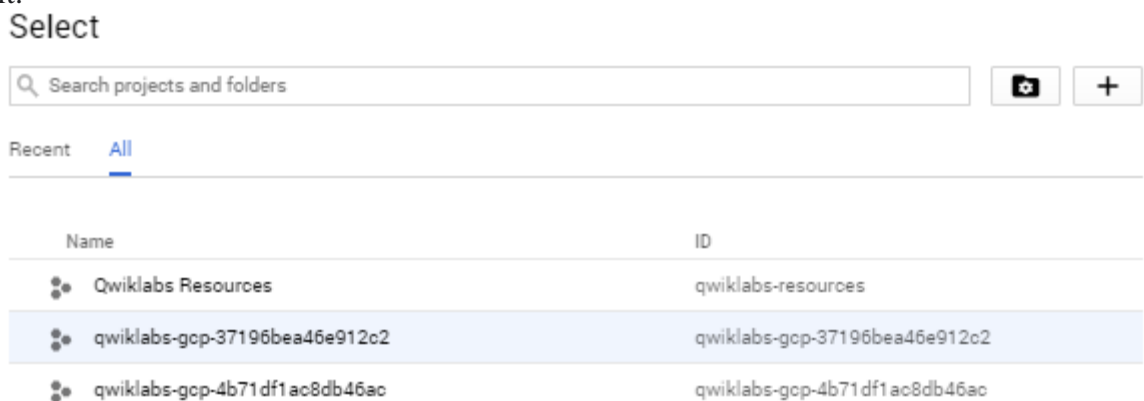 Select
Search projects and folders
Recent All
Name ID
Qwiklabs Resources qwiklabs-resources
qwiklabs-gcp-37196bea46e912c2 qwiklabs-gcp-37196bea46e912c2
qwiklabs-gcp-4b71df1ac8db46ac qwiklabs-gcp-4b71df1ac8db46ac